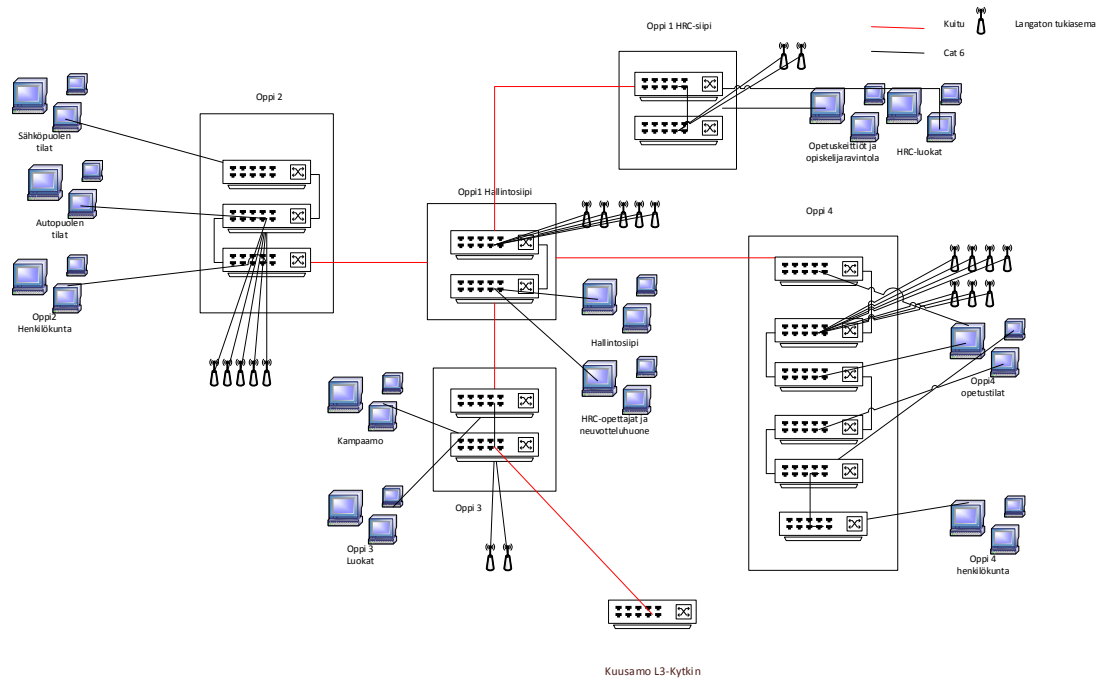 Oppi 1 HRC-siipi
Kuitu
Langaton tukiasema
Cat 6
Oppi 2
Sähköpuolen
tilat
Opetuskeittiöt ja
opiskelijaravintola
HRC-luokat
Oppi1 Hallintosiipi
Oppi 4
Autopuolen
tilat
Oppi2
Henkilökunta
Hallintosiipi
Oppi4
opetustilat
HRC-opettajat ja
neuvotteluhuone
Kampaamo
Oppi 3
Oppi 3
Luokat
Oppi 4
henkilökunta
Kuusamo L3-Kytkin